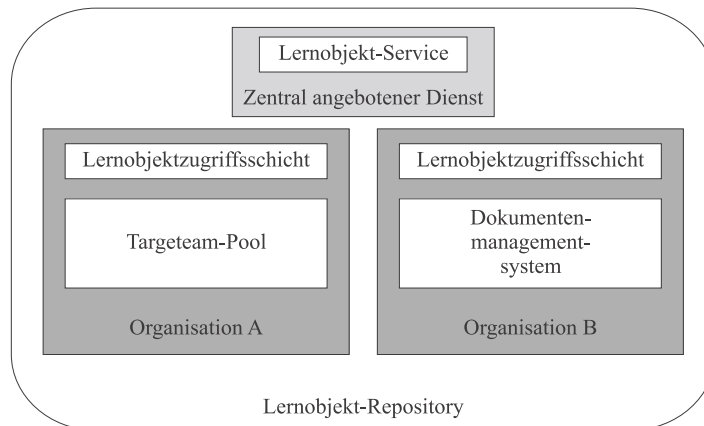 Lernobjekt-Service
Zentral angebotener Dienst
Lernobjektzugriffsschicht
Targeteam-Pool
Organisation A
Lernobjektzugriffsschicht
Dokumenten-
management-
system
Organisation B
Lernobjekt-Repository